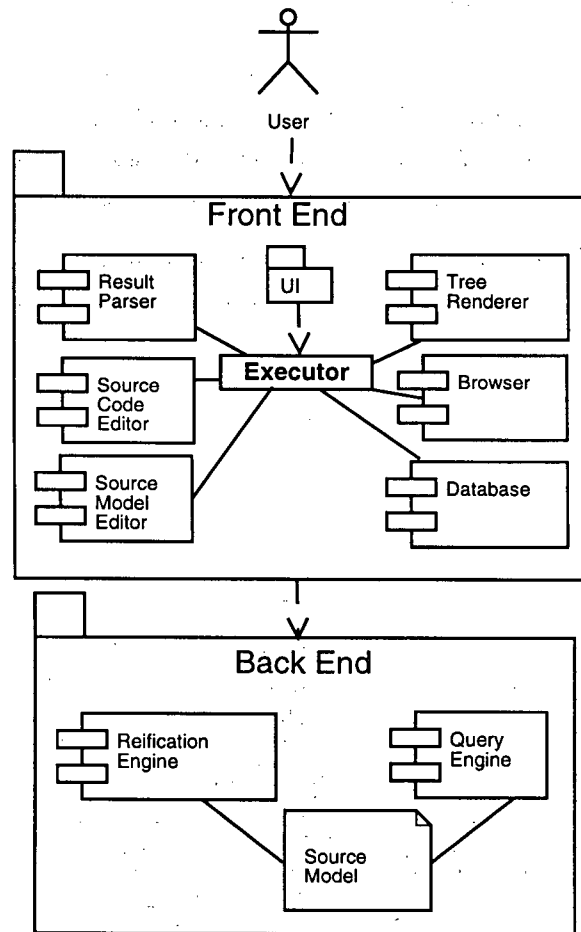 User
Front End
Result
Parser
UI
Tree
Renderer
Executor
Source
Code
Editor
Browser
Source
Model
Editor
Database
Back End
Reification
Engine
Query
Engine
Source
Model